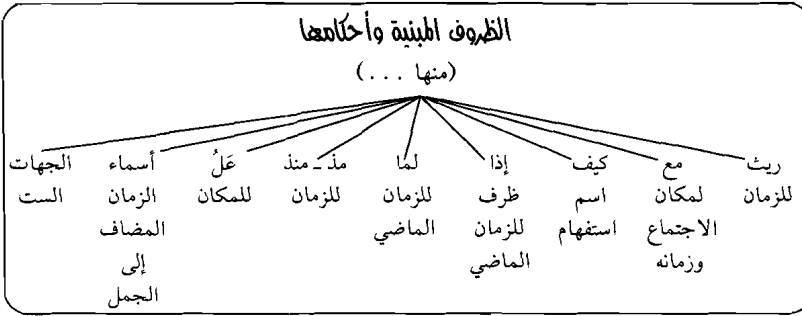 الظروف المبنية وأحكامها
(منها ...)
ريث
للزمان
مع
لمكان
الاجتماع
وزمانه
كيف
اسم
استفهام
إذا
ظرف
للزمان
الماضي
لمّا
للزمان
الماضي
مذ ـ منذ
للزمان
عَلُ
للمكان
أسماء
الزمان
المضاف
إلى
الجمل
الجهات
الست